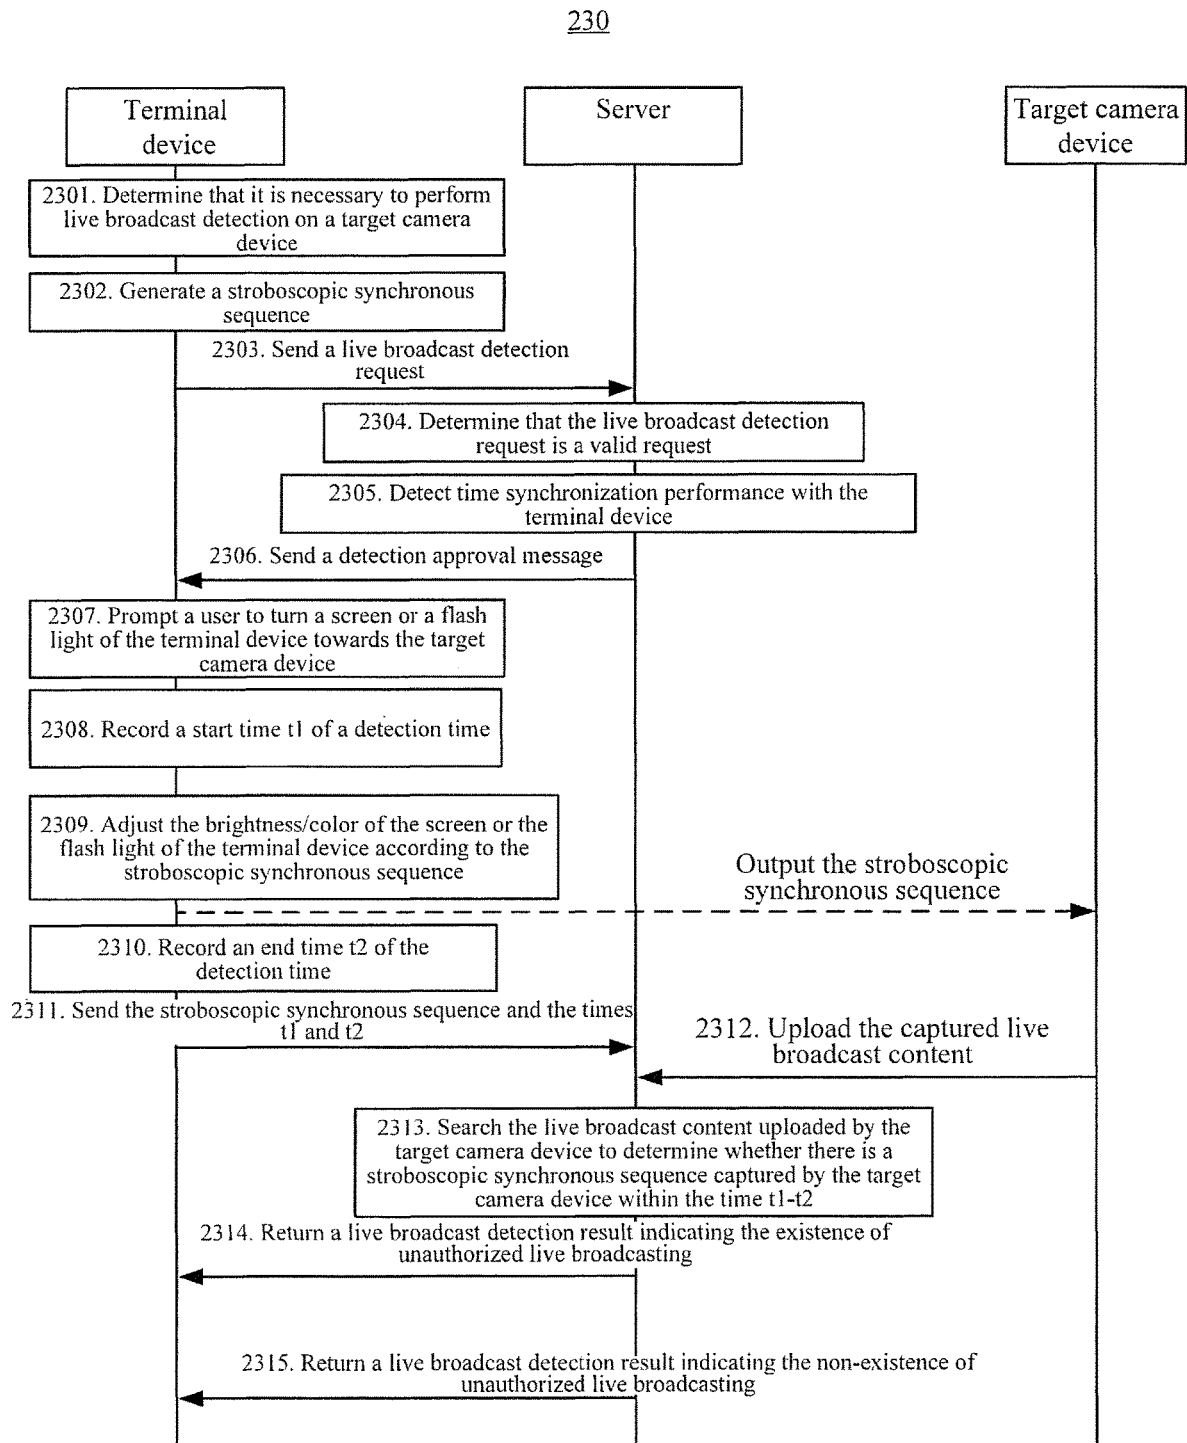 230
Terminal
device
Server
Target camera
device
2301. Determine that it is necessary to perform
live broadcast detection on a target camera
device
2302. Generate a stroboscopic synchronous
sequence
2303. Send a live broadcast detection
request
2304. Determine that the live broadcast detection
request is a valid request
2305. Detect time synchronization performance with the
terminal device
2306. Send a detection approval message
2307. Prompt a user to turn a screen or a flash
light of the terminal device towards the target
camera device
2308. Record a start time t1 of a detection time
2309. Adjust the brightness/color of the screen or the
flash light of the terminal device according to the
stroboscopic synchronous sequence
Output the stroboscopic
synchronous sequence
2310. Record an end time t2 of the
detection time
2311. Send the stroboscopic synchronous sequence and the times
t1 and t2
2312. Upload the captured live
broadcast content
2313. Search the live broadcast content uploaded by the
target camera device to determine whether there is a
stroboscopic synchronous sequence captured by the target
camera device within the time t1-t2
2314. Return a live broadcast detection result indicating the existence of
unauthorized live broadcasting
2315. Return a live broadcast detection result indicating the non-existence of
unauthorized live broadcasting